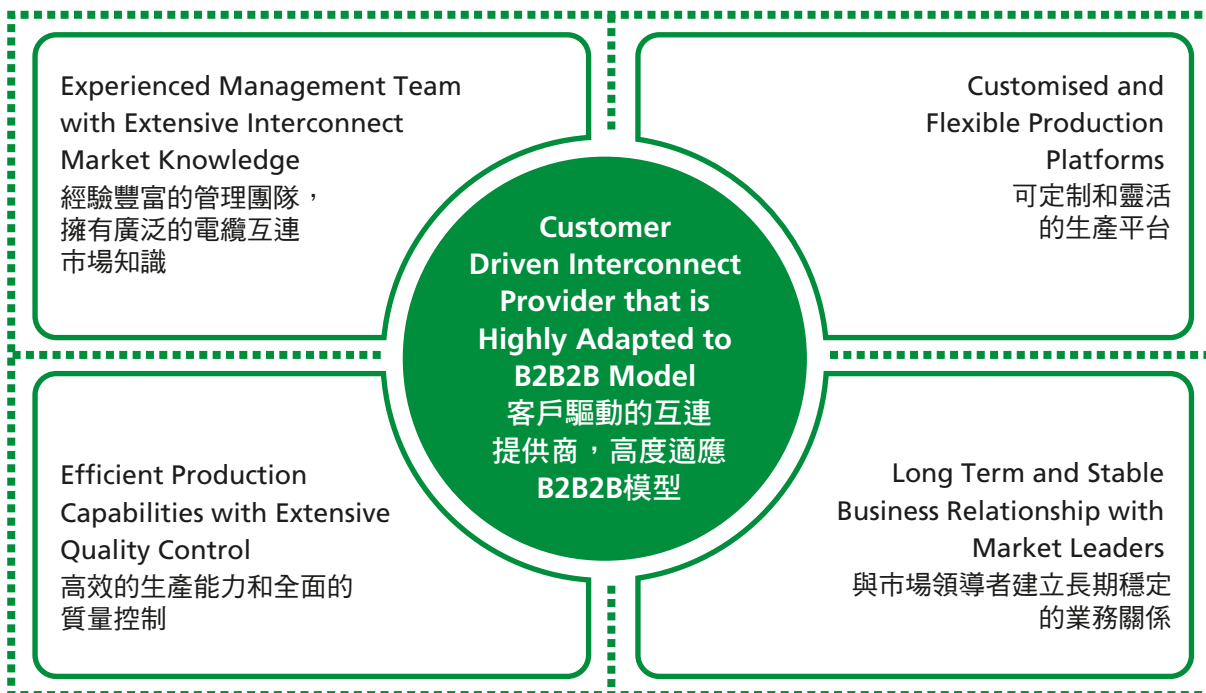 Experienced Management Team
with Extensive Interconnect
Market Knowledge
經驗豐富的管理團隊，
擁有廣泛的電纜互連
市場知識
Customised and
Flexible Production
Platforms
可定制和靈活
的生產平台
Customer
Driven Interconnect
Provider that is
Highly Adapted to
B2B2B Model
客戶驅動的互連
提供商，高度適應
B2B2B模型
Efficient Production
Capabilities with Extensive
Quality Control
高效的生產能力和全面的
質量控制
Long Term and Stable
Business Relationship with
Market Leaders
與市場領導者建立長期穩定
的業務關係